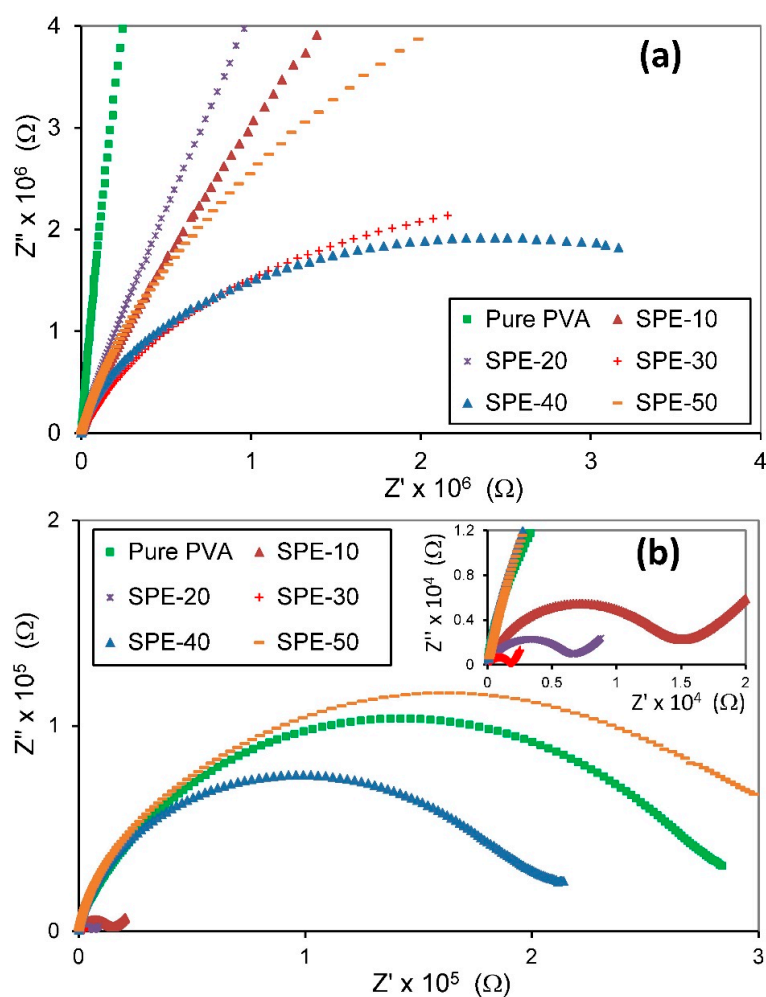 4
(a)
3
Z'' x 10⁶ (Ω)
2
1
Pure PVA SPE-10
SPE-20 SPE-30
SPE-40 SPE-50
0
0 1 2 3 4
Z' x 10⁶ (Ω)
2
Pure PVA SPE-10
SPE-20 SPE-30
SPE-40 SPE-50
1.2
(b)
0.8
Z'' x 10⁴ (Ω)
0.4
0
0 0.5 1 1.5 2
Z' x 10⁴ (Ω)
Z'' x 10⁵ (Ω)
1
0
0 1 2 3
Z' x 10⁵ (Ω)